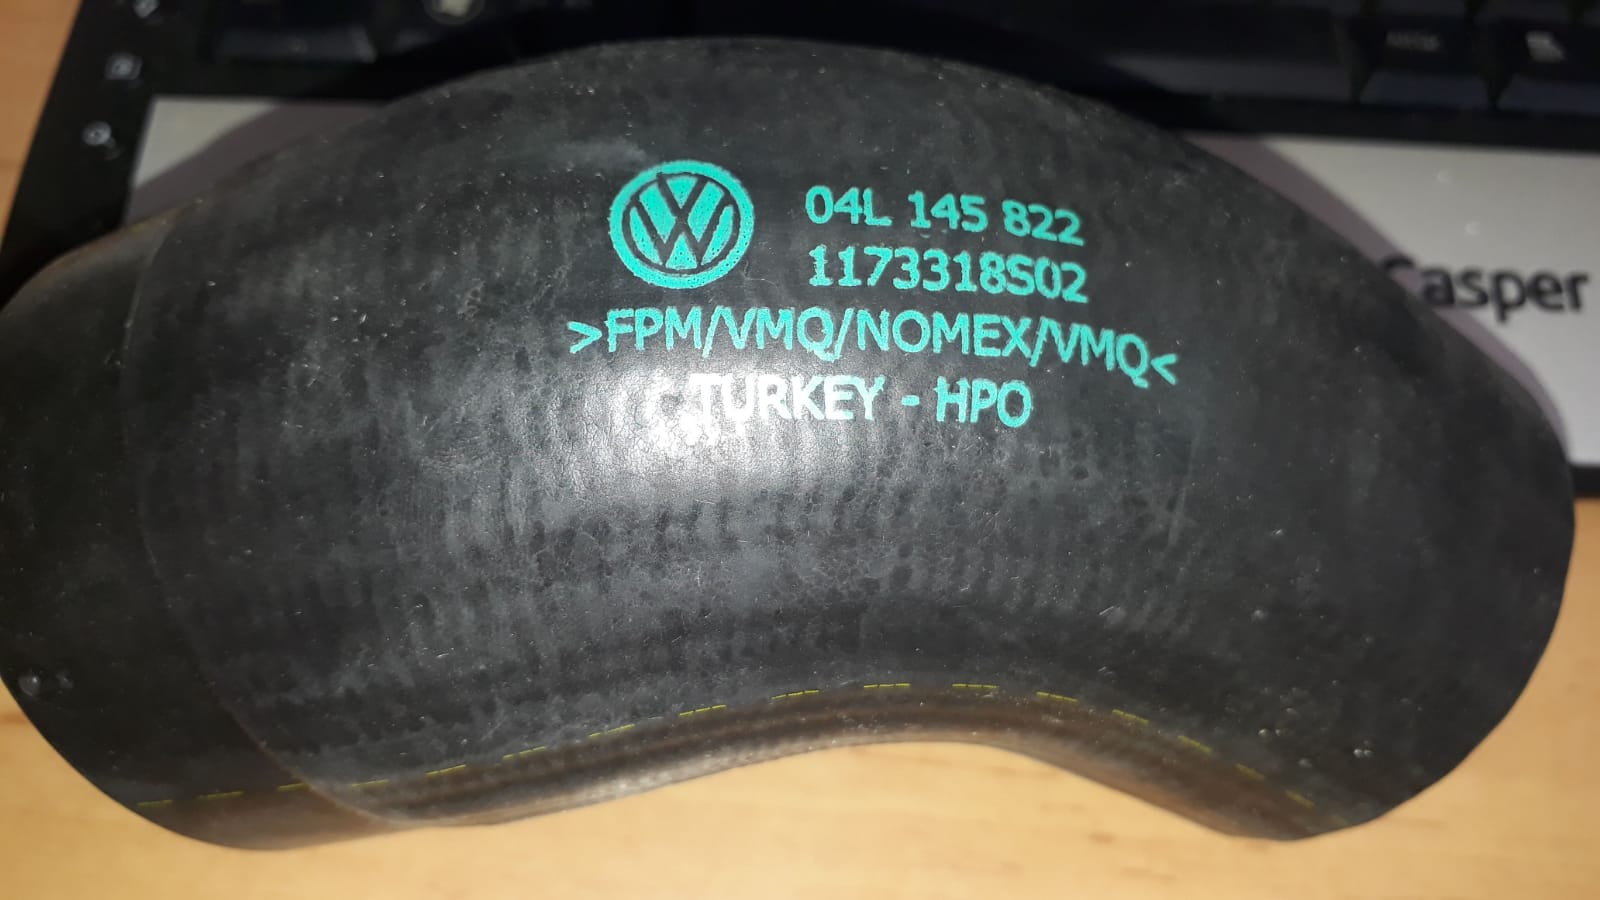 04L 145 822
1173318S02
>FPM/VMQ/NOMEX/VMQ<
TURKEY - HPO
Casper